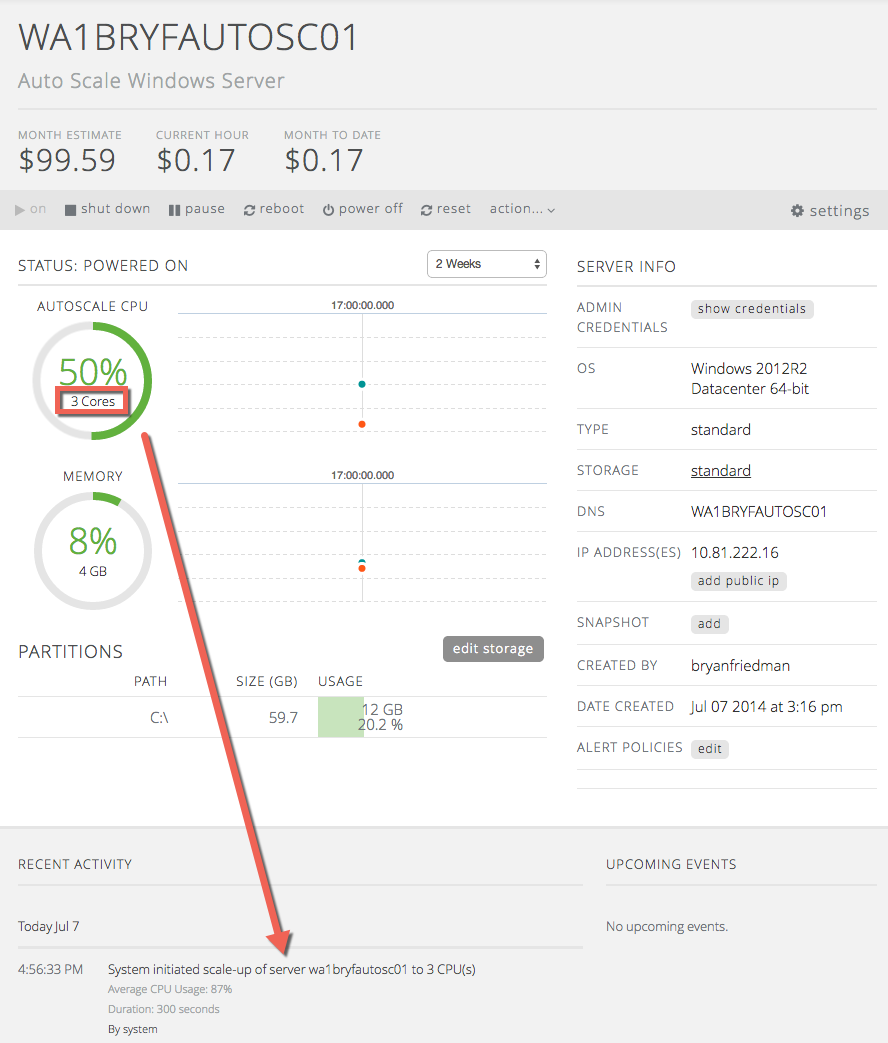 WA1BRYFAUTOSC01
Auto Scale Windows Server
MONTH ESTIMATE CURRENT HOUR MONTH TO DATE
$99.59 $0.17 $0.17
on shut down pause reboot power off reset action... settings
STATUS: POWERED ON
2 Weeks
AUTOSCALE CPU
17:00:00.000
50%
3 Cores
MEMORY
17:00:00.000
8%
4 GB
PARTITIONS
edit storage
PATH SIZE (GB) USAGE
C:\ 59.7 12 GB
20.2 %
SERVER INFO
ADMIN show credentials
CREDENTIALS
OS Windows 2012R2
Datacenter 64-bit
TYPE standard
STORAGE standard
DNS WA1BRYFAUTOSC01
IP ADDRESS(ES) 10.81.222.16
add public ip
SNAPSHOT add
CREATED BY bryanfriedman
DATE CREATED Jul 07 2014 at 3:16 pm
ALERT POLICIES edit
RECENT ACTIVITY
Today Jul 7
4:56:33 PM System initiated scale-up of server wa1bryfautosc01 to 3 CPU(s)
Average CPU Usage: 87%
Duration: 300 seconds
By system
UPCOMING EVENTS
No upcoming events.